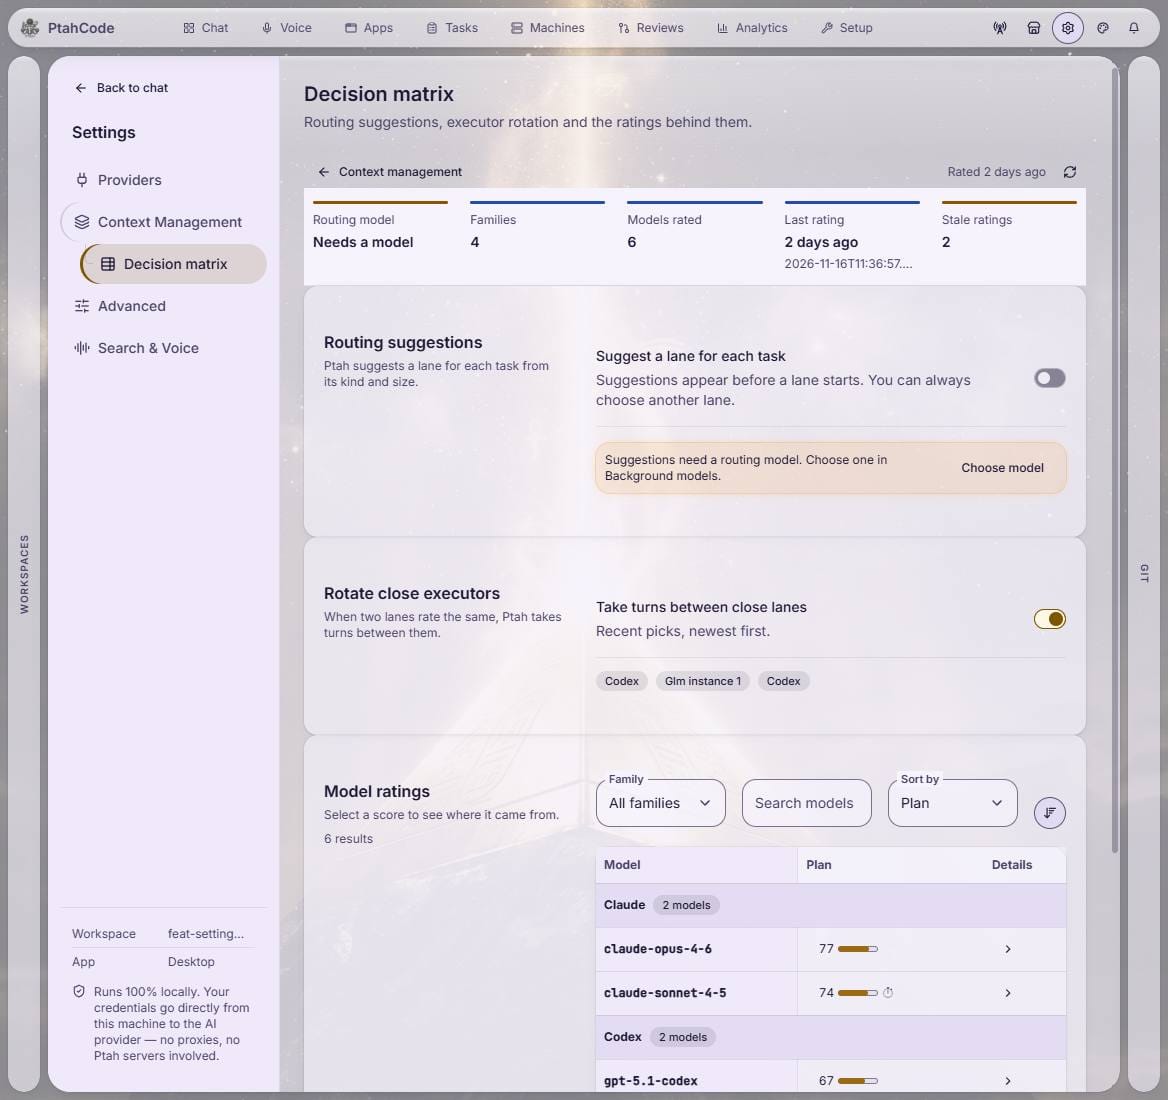 PtahCode
Chat
Voice
Apps
Tasks
Machines
Reviews
Analytics
Setup
WORKSPACES
Back to chat
Settings
Providers
Context Management
Decision matrix
Advanced
Search & Voice
Workspace feat-setting...
App Desktop
Runs 100% locally. Your
credentials go directly from
this machine to the AI
provider — no proxies, no
Ptah servers involved.
Decision matrix
Routing suggestions, executor rotation and the ratings behind them.
Context management
Rated 2 days ago
Routing model
Needs a model
Families
4
Models rated
6
Last rating
2 days ago
2026-11-16T11:36:57....
Stale ratings
2
Routing suggestions
Ptah suggests a lane for each task from
its kind and size.
Suggest a lane for each task
Suggestions appear before a lane starts. You can always
choose another lane.
Suggestions need a routing model. Choose one in
Background models.
Choose model
Rotate close executors
When two lanes rate the same, Ptah takes
turns between them.
Take turns between close lanes
Recent picks, newest first.
Codex
Glm instance 1
Codex
Model ratings
Select a score to see where it came from.
6 results
Family
All families
Search models
Sort by
Plan
Model Plan Details
Claude 2 models
claude-opus-4-6 77
claude-sonnet-4-5 74
Codex 2 models
gpt-5.1-codex 67
GIT